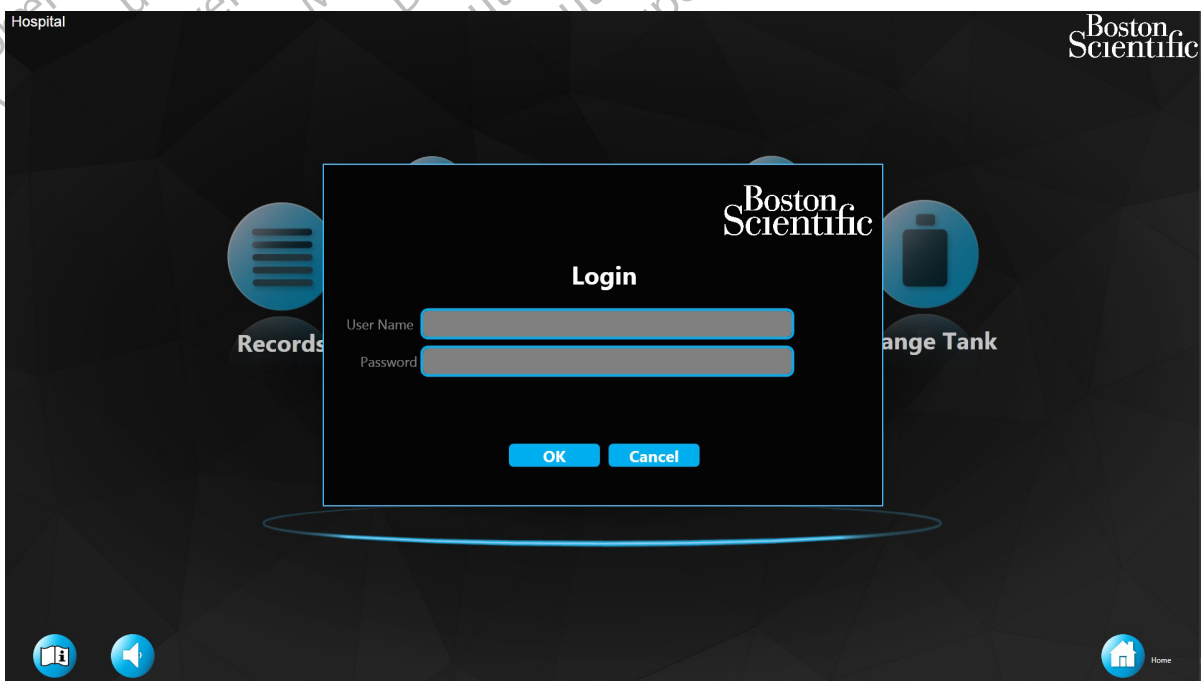 Hospital
Boston
Scientific
Boston
Scientific
Login
User Name
Password
Records
ange Tank
OK
Cancel
Home